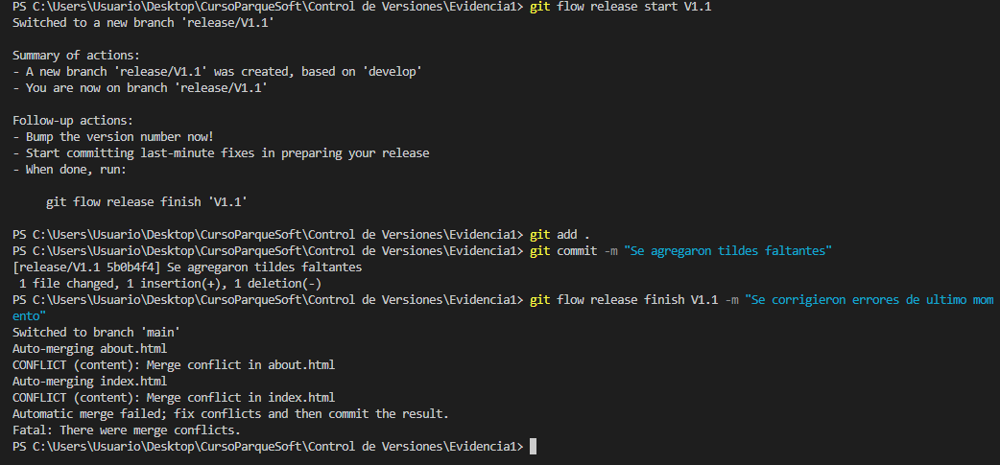 PS C:\Users\Usuario\Desktop\CursoParqueSoft\Control de Versiones\Evidencia1> git flow release start V1.1
Switched to a new branch 'release/V1.1'
Summary of actions:
- A new branch 'release/V1.1' was created, based on 'develop'
- You are now on branch 'release/V1.1'
Follow-up actions:
- Bump the version number now!
- Start committing last-minute fixes in preparing your release
- When done, run:
git flow release finish 'V1.1'
PS C:\Users\Usuario\Desktop\CursoParqueSoft\Control de Versiones\Evidencia1> git add .
PS C:\Users\Usuario\Desktop\CursoParqueSoft\Control de Versiones\Evidencia1> git commit -m "Se agregaron tildes faltantes"
[release/V1.1 5b0b4f4] Se agregaron tildes faltantes
1 file changed, 1 insertion(+), 1 deletion(-)
PS C:\Users\Usuario\Desktop\CursoParqueSoft\Control de Versiones\Evidencia1> git flow release finish V1.1 -m "Se corrigieron errores de ultimo mom
ento"
Switched to branch 'main'
Auto-merging about.html
CONFLICT (content): Merge conflict in about.html
Auto-merging index.html
CONFLICT (content): Merge conflict in index.html
Automatic merge failed; fix conflicts and then commit the result.
Fatal: There were merge conflicts.
PS C:\Users\Usuario\Desktop\CursoParqueSoft\Control de Versiones\Evidencia1>